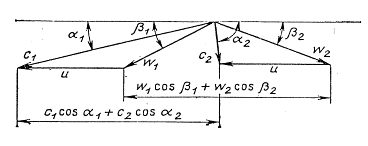 α₁ β₁ α₂ β₂
c₁ w₁ c₂ w₂
u u
w₁ cos β₁ + w₂ cos β₂
c₁ cos α₁ + c₂ cos α₂